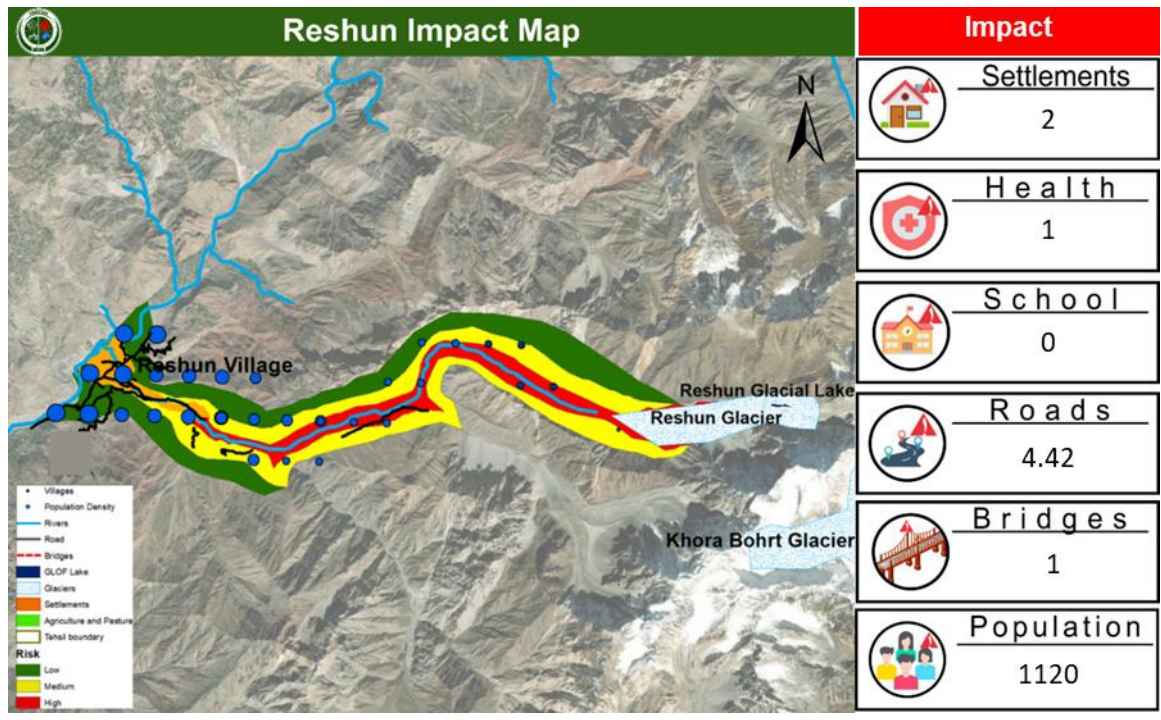 Reshun Impact Map
N
Reshun Village
Reshun Glacial Lake
Reshun Glacier
Khora Bohrt Glacier
Villages
Population Density
Rivers
Road
Bridges
GLOF Lake
Glaciers
Settlements
Agriculture and Pasture
Tehsil boundary
Risk
Low
Medium
High
Impact
Settlements
2
Health
1
School
0
Roads
4.42
Bridges
1
Population
1120